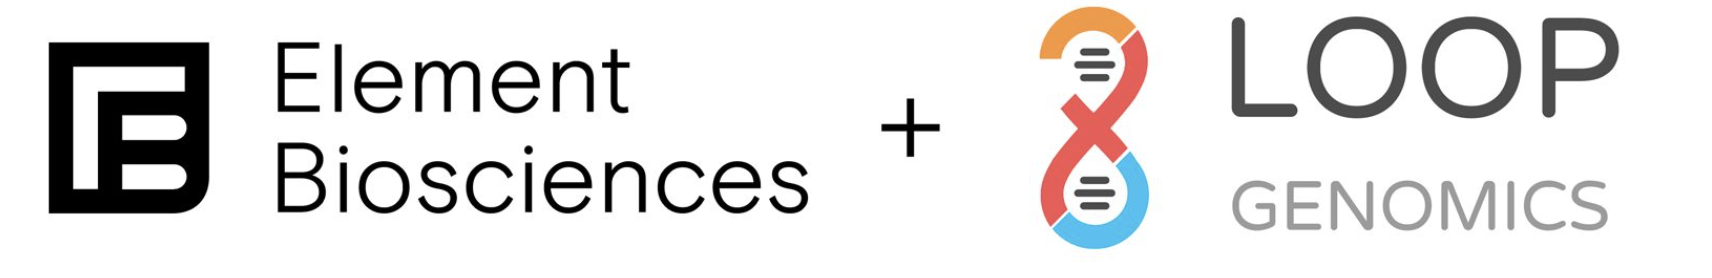 Element
Biosciences
+
LOOP
GENOMICS